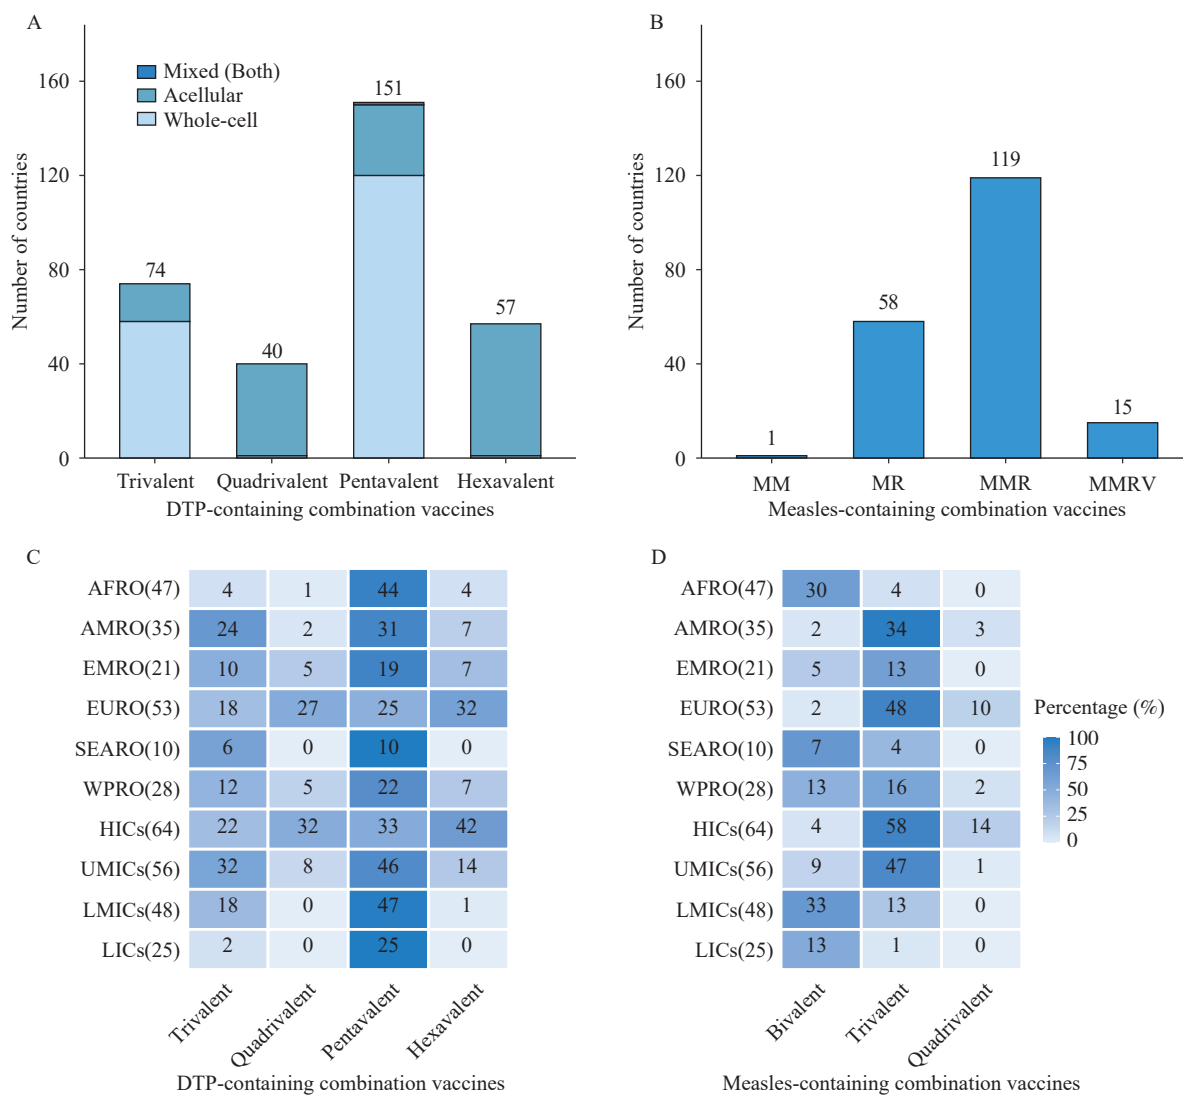 A
Number of countries
160
120
80
40
0
Mixed (Both)
Acellular
Whole-cell
74
40
151
57
Trivalent Quadrivalent Pentavalent Hexavalent
DTP-containing combination vaccines
B
Number of countries
160
120
80
40
0
1
58
119
15
MM MR MMR MMRV
Measles-containing combination vaccines
C
AFRO(47) 4 1 44 4
AMRO(35) 24 2 31 7
EMRO(21) 10 5 19 7
EURO(53) 18 27 25 32
SEARO(10) 6 0 10 0
WPRO(28) 12 5 22 7
HICs(64) 22 32 33 42
UMICs(56) 32 8 46 14
LMICs(48) 18 0 47 1
LICs(25) 2 0 25 0
Trivalent Quadrivalent Pentavalent Hexavalent
DTP-containing combination vaccines
D
AFRO(47) 30 4 0
AMRO(35) 2 34 3
EMRO(21) 5 13 0
EURO(53) 2 48 10
SEARO(10) 7 4 0
WPRO(28) 13 16 2
HICs(64) 4 58 14
UMICs(56) 9 47 1
LMICs(48) 33 13 0
LICs(25) 13 1 0
Bivalent Trivalent Quadrivalent
Measles-containing combination vaccines
Percentage (%)
100
75
50
25
0